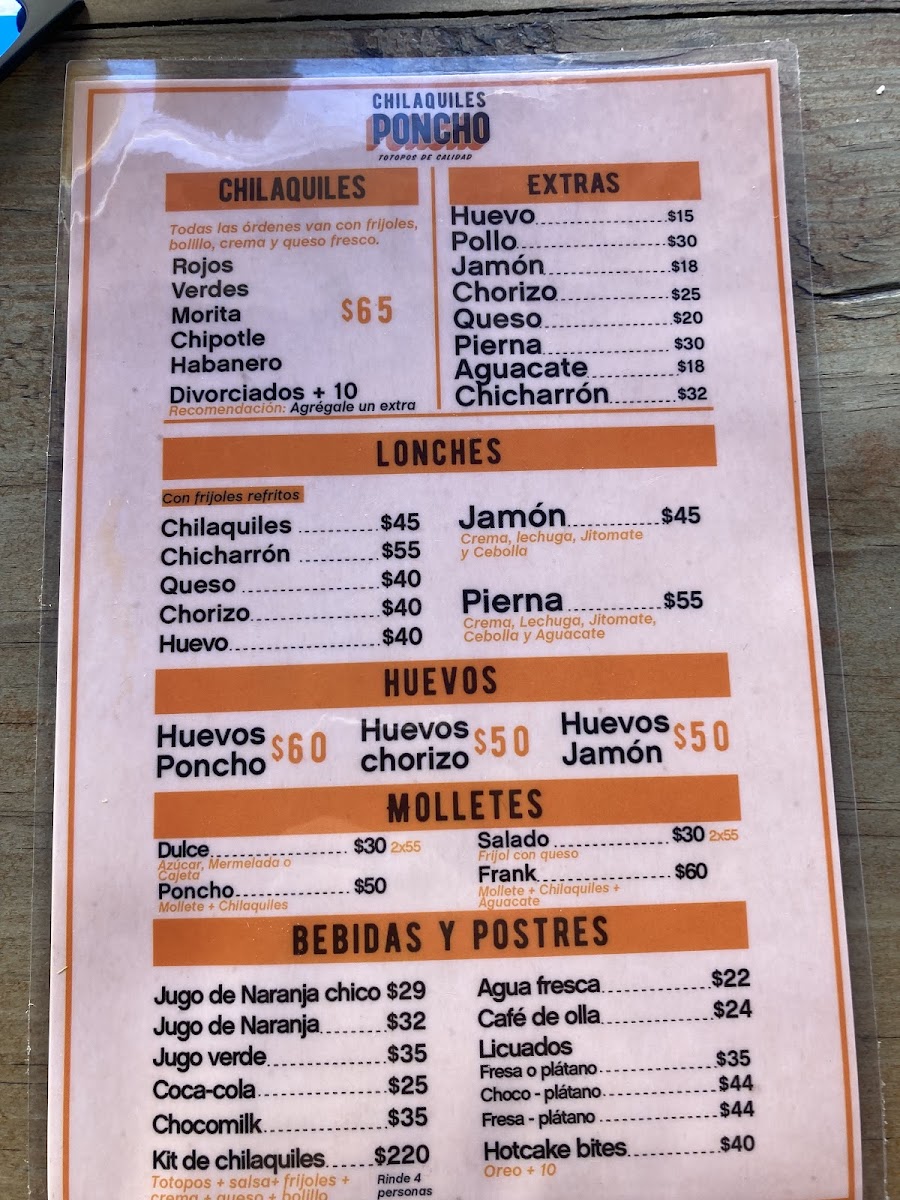 CHILAQUILES
PONCHO
TOTOPOS DE CALIDAD
CHILAQUILES
Todas las órdenes van con frijoles,
bolillo, crema y queso fresco.
Rojos
Verdes
Morita
Chipotle
Habanero
$65
Divorciados + 10
Recomendación: Agrégale un extra
EXTRAS
Huevo $15
Pollo $30
Jamón $18
Chorizo $25
Queso $20
Pierna $30
Aguacate $18
Chicharrón $32
LONCHES
Con frijoles refritos
Chilaquiles $45
Chicharrón $55
Queso $40
Chorizo $40
Huevo $40
Jamón $45
Crema, lechuga, Jitomate
y Cebolla
Pierna $55
Crema, Lechuga, Jitomate,
Cebolla y Aguacate
HUEVOS
Huevos
Poncho $60
Huevos
chorizo $50
Huevos
Jamón $50
MOLLETES
Dulce $30 2x55
Azúcar, Mermelada o
Cajeta
Poncho $50
Mollete + Chilaquiles
Salado $30 2x55
Frijol con queso
Frank $60
Mollete + Chilaquiles +
Aguacate
BEBIDAS Y POSTRES
Jugo de Naranja chico $29
Jugo de Naranja $32
Jugo verde $35
Coca-cola $25
Chocomilk $35
Kit de chilaquiles $220
Totopos + salsa+ frijoles +
crema + queso + bolillo
Rinde 4
personas
Agua fresca $22
Café de olla $24
Licuados
Fresa o plátano $35
Choco - plátano $44
Fresa - plátano $44
Hotcake bites $40
Oreo + 10